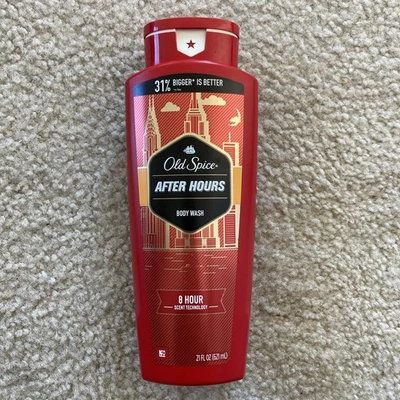 31% BIGGER* IS BETTER
Old Spice
AFTER HOURS
BODY WASH
8 HOUR
SCENT TECHNOLOGY
21 FL OZ (621 mL)